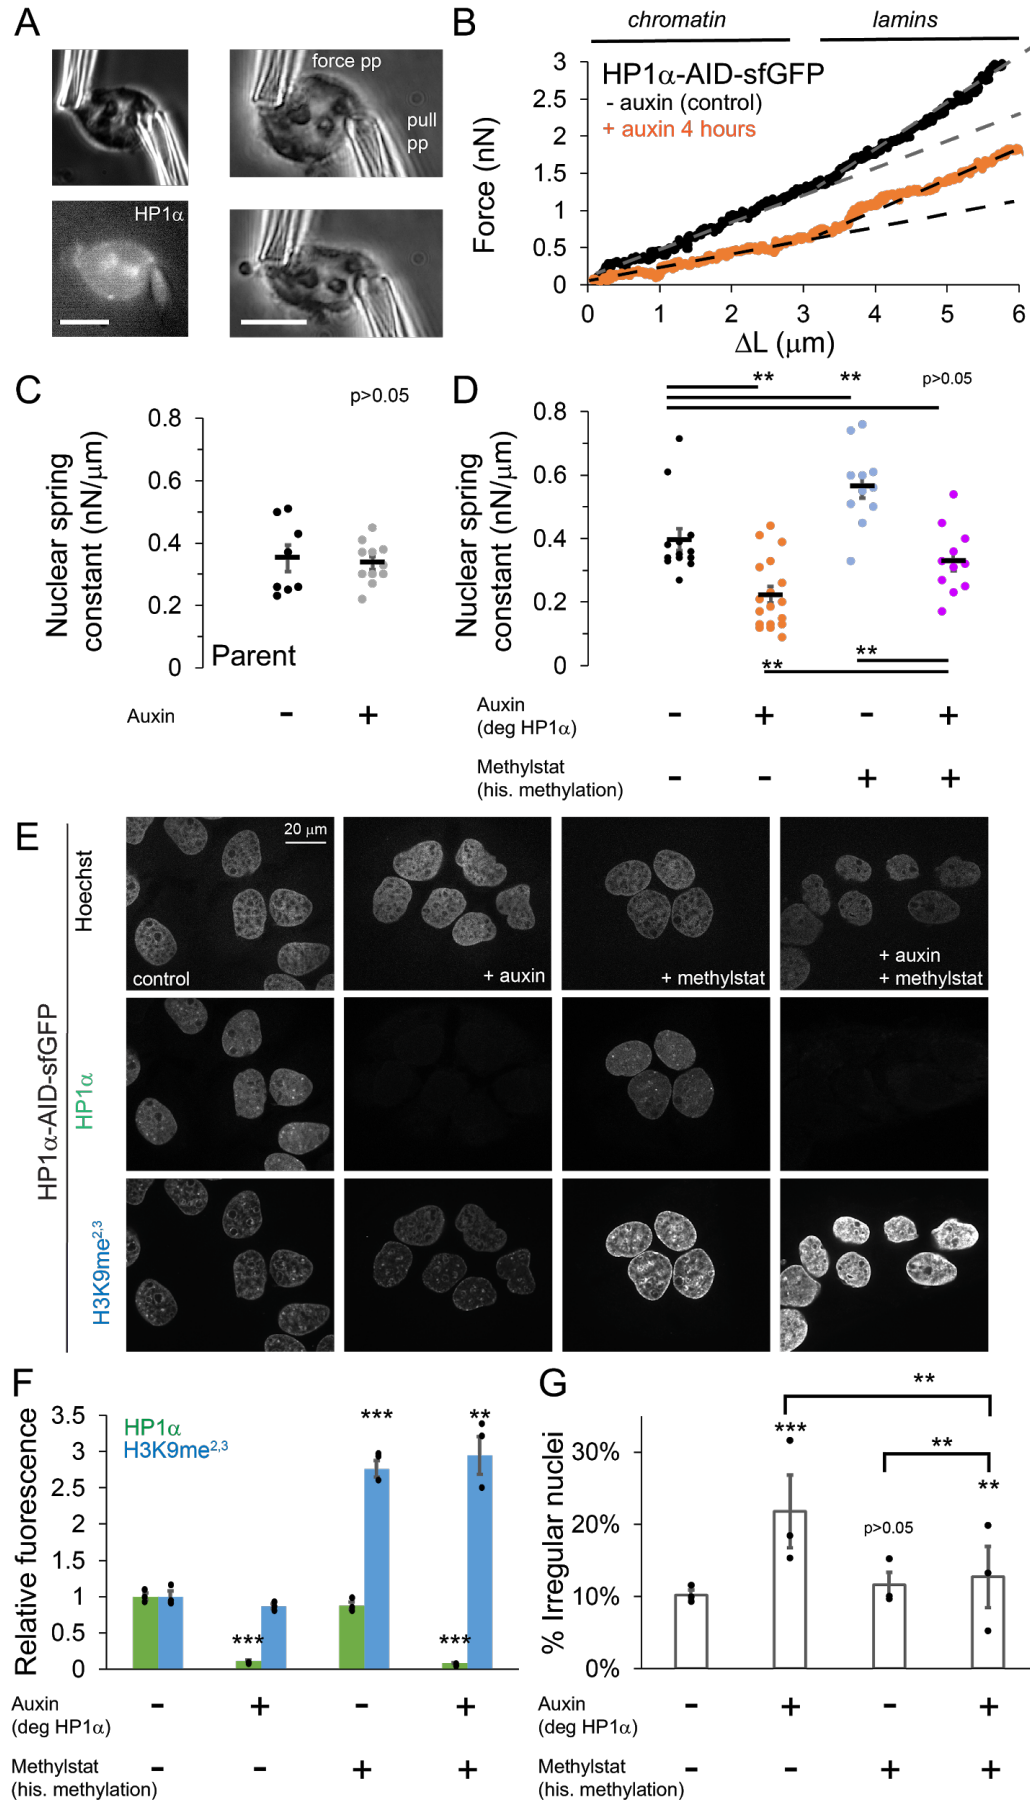 A
force pp
pull
pp
HP1α
B
chromatin
lamins
HP1α-AID-sfGFP
- auxin (control)
+ auxin 4 hours
Force (nN)
3
2.5
2
1.5
1
0.5
0
0 1 2 3 4 5 6
ΔL (μm)
C
p>0.05
Nuclear spring
constant (nN/μm)
0.8
0.6
0.4
0.2
0
Parent
Auxin
- +
D
** ** p>0.05
Nuclear spring
constant (nN/μm)
0.8
0.6
0.4
0.2
0
** **
Auxin
(deg HP1α)
- + - +
Methylstat
(his. methylation)
- - + +
E
HP1α-AID-sfGFP
Hoechst
20 μm
control
+ auxin
+ methylstat
+ auxin
+ methylstat
HP1α
H3K9me2,3
F
Relative fuorescence
3.5
3
2.5
2
1.5
1
0.5
0
HP1α
H3K9me2,3
*** *** *** **
Auxin
(deg HP1α)
- + - +
Methylstat
(his. methylation)
- - + +
G
% Irregular nuclei
30%
20%
10%
0%
**
***
**
p>0.05
**
Auxin
(deg HP1α)
- + - +
Methylstat
(his. methylation)
- - + +